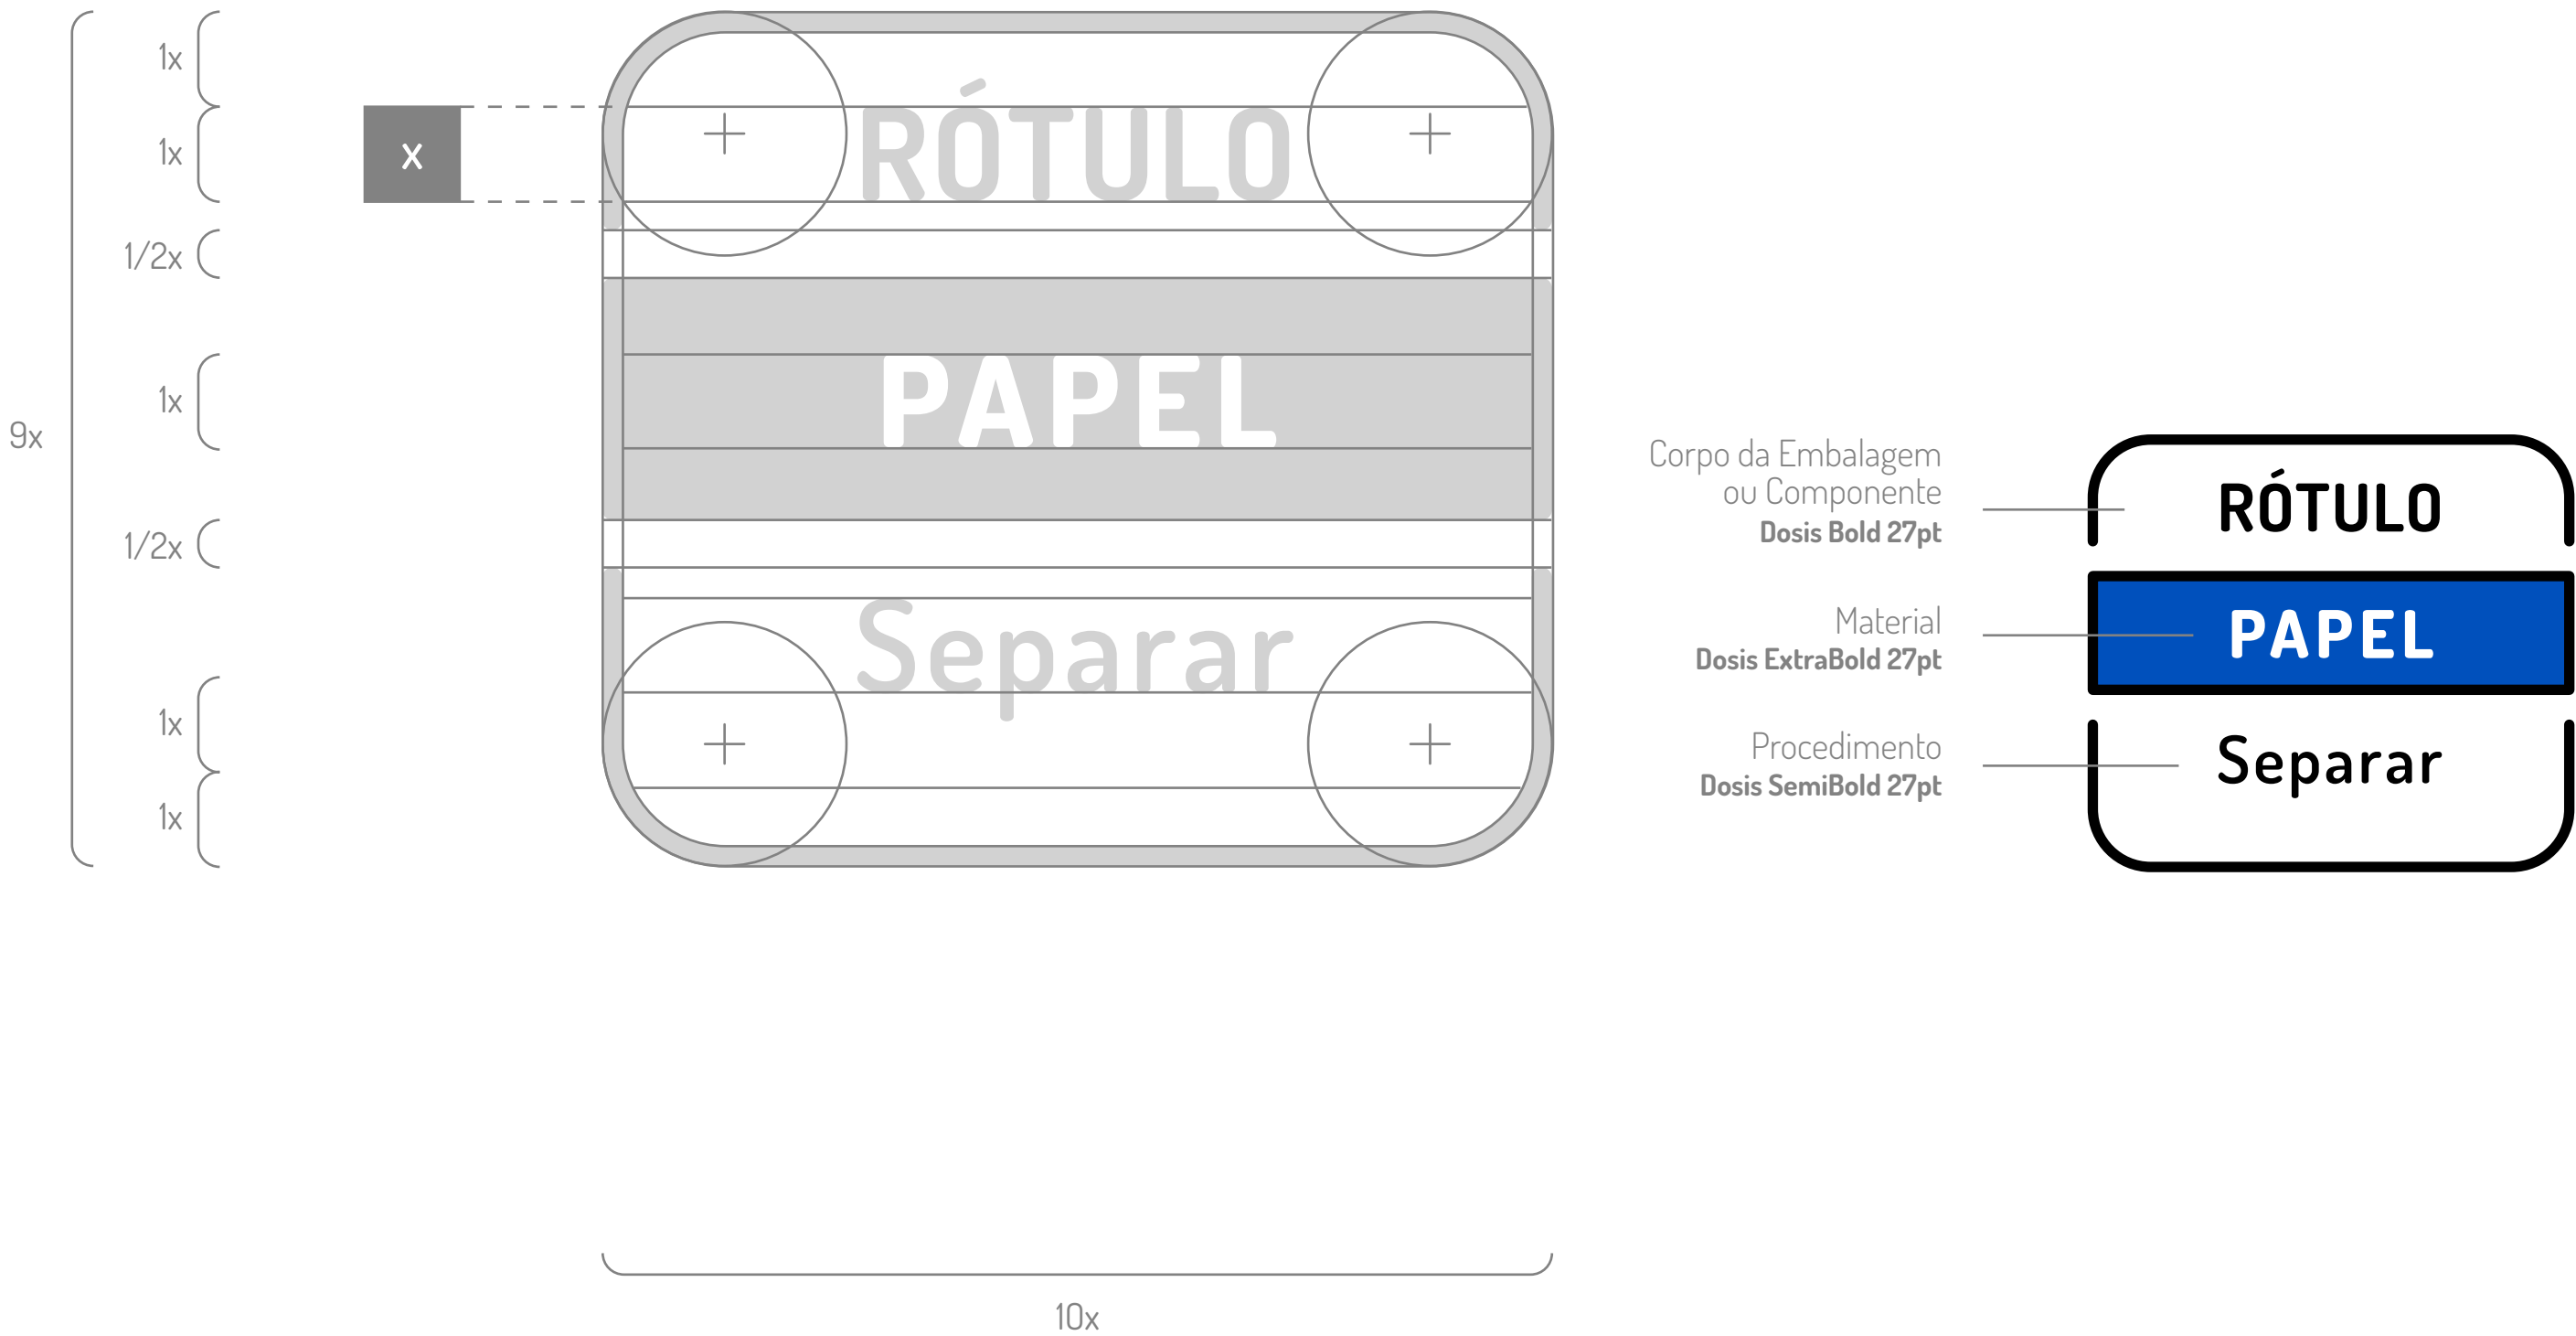 1x
1x
1/2x
1x
9x
1/2x
1x
1x
x
RÓTULO
PAPEL
Separar
10x
Corpo da Embalagem
ou Componente
Dosis Bold 27pt
Material
Dosis ExtraBold 27pt
Procedimento
Dosis SemiBold 27pt
RÓTULO
PAPEL
Separar